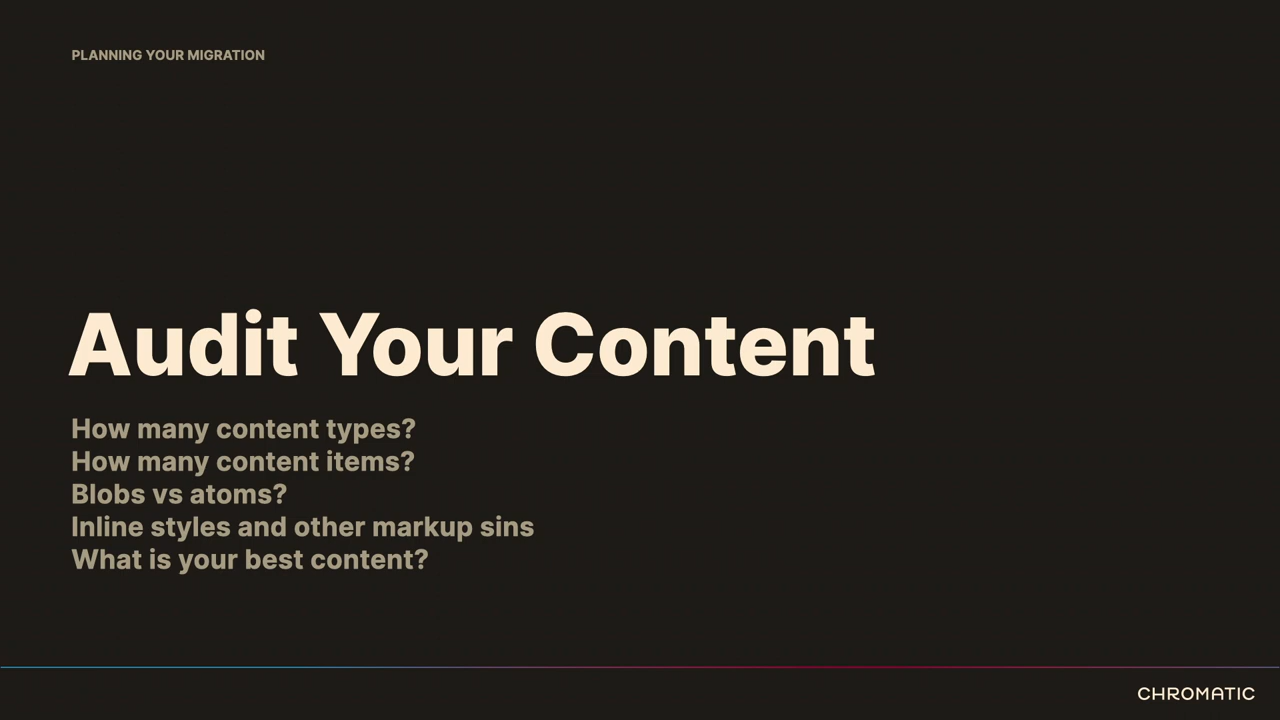 PLANNING YOUR MIGRATION
Audit Your Content
How many content types?
How many content items?
Blobs vs atoms?
Inline styles and other markup sins
What is your best content?
CHROMATIC